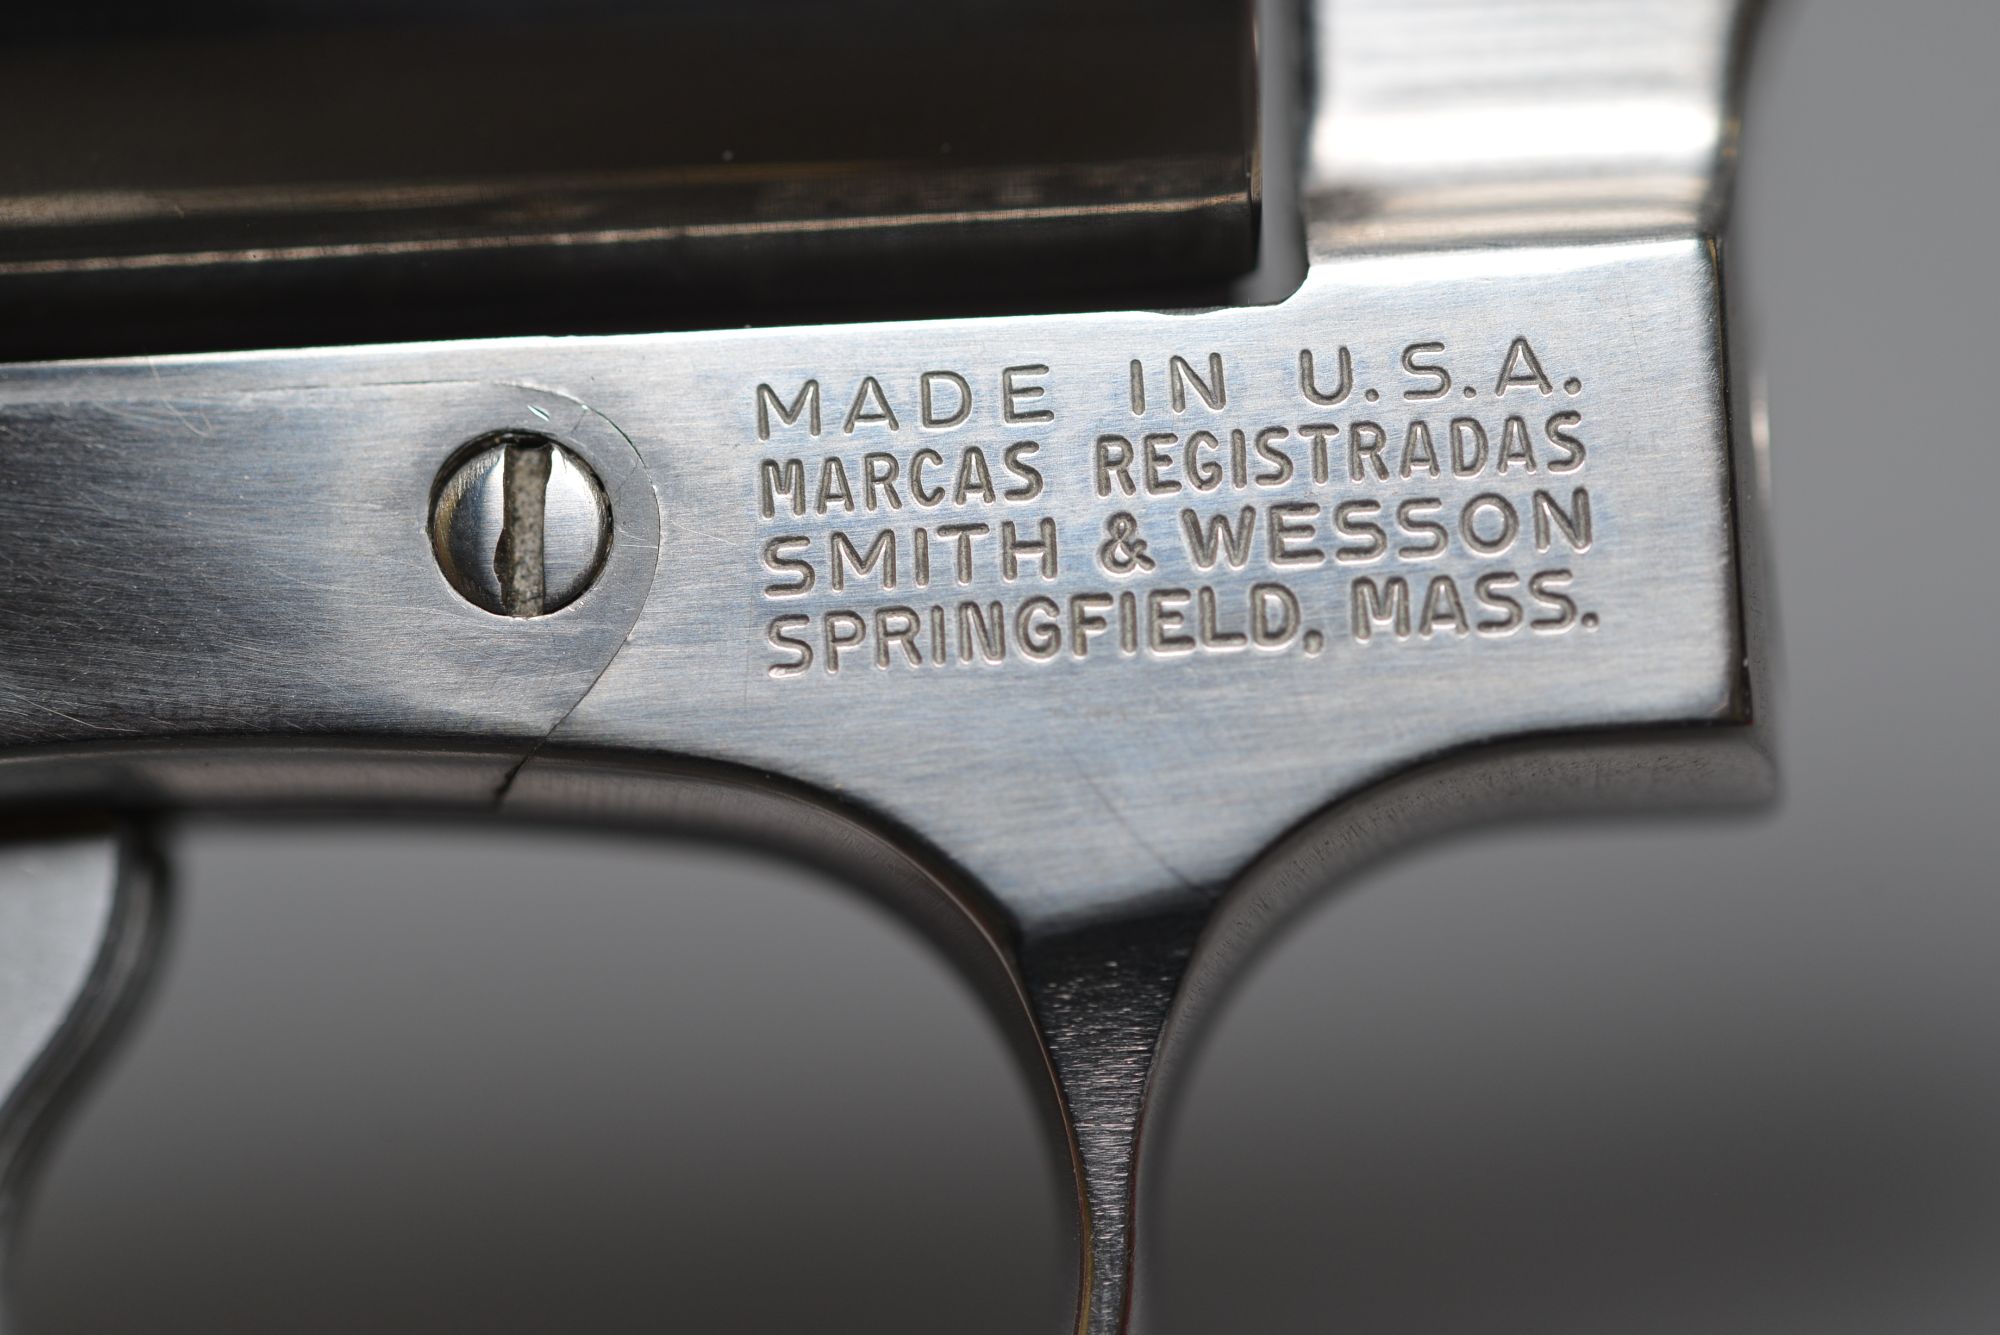 MADE IN U.S.A.
MARCAS REGISTRADAS
SMITH & WESSON
SPRINGFIELD, MASS.